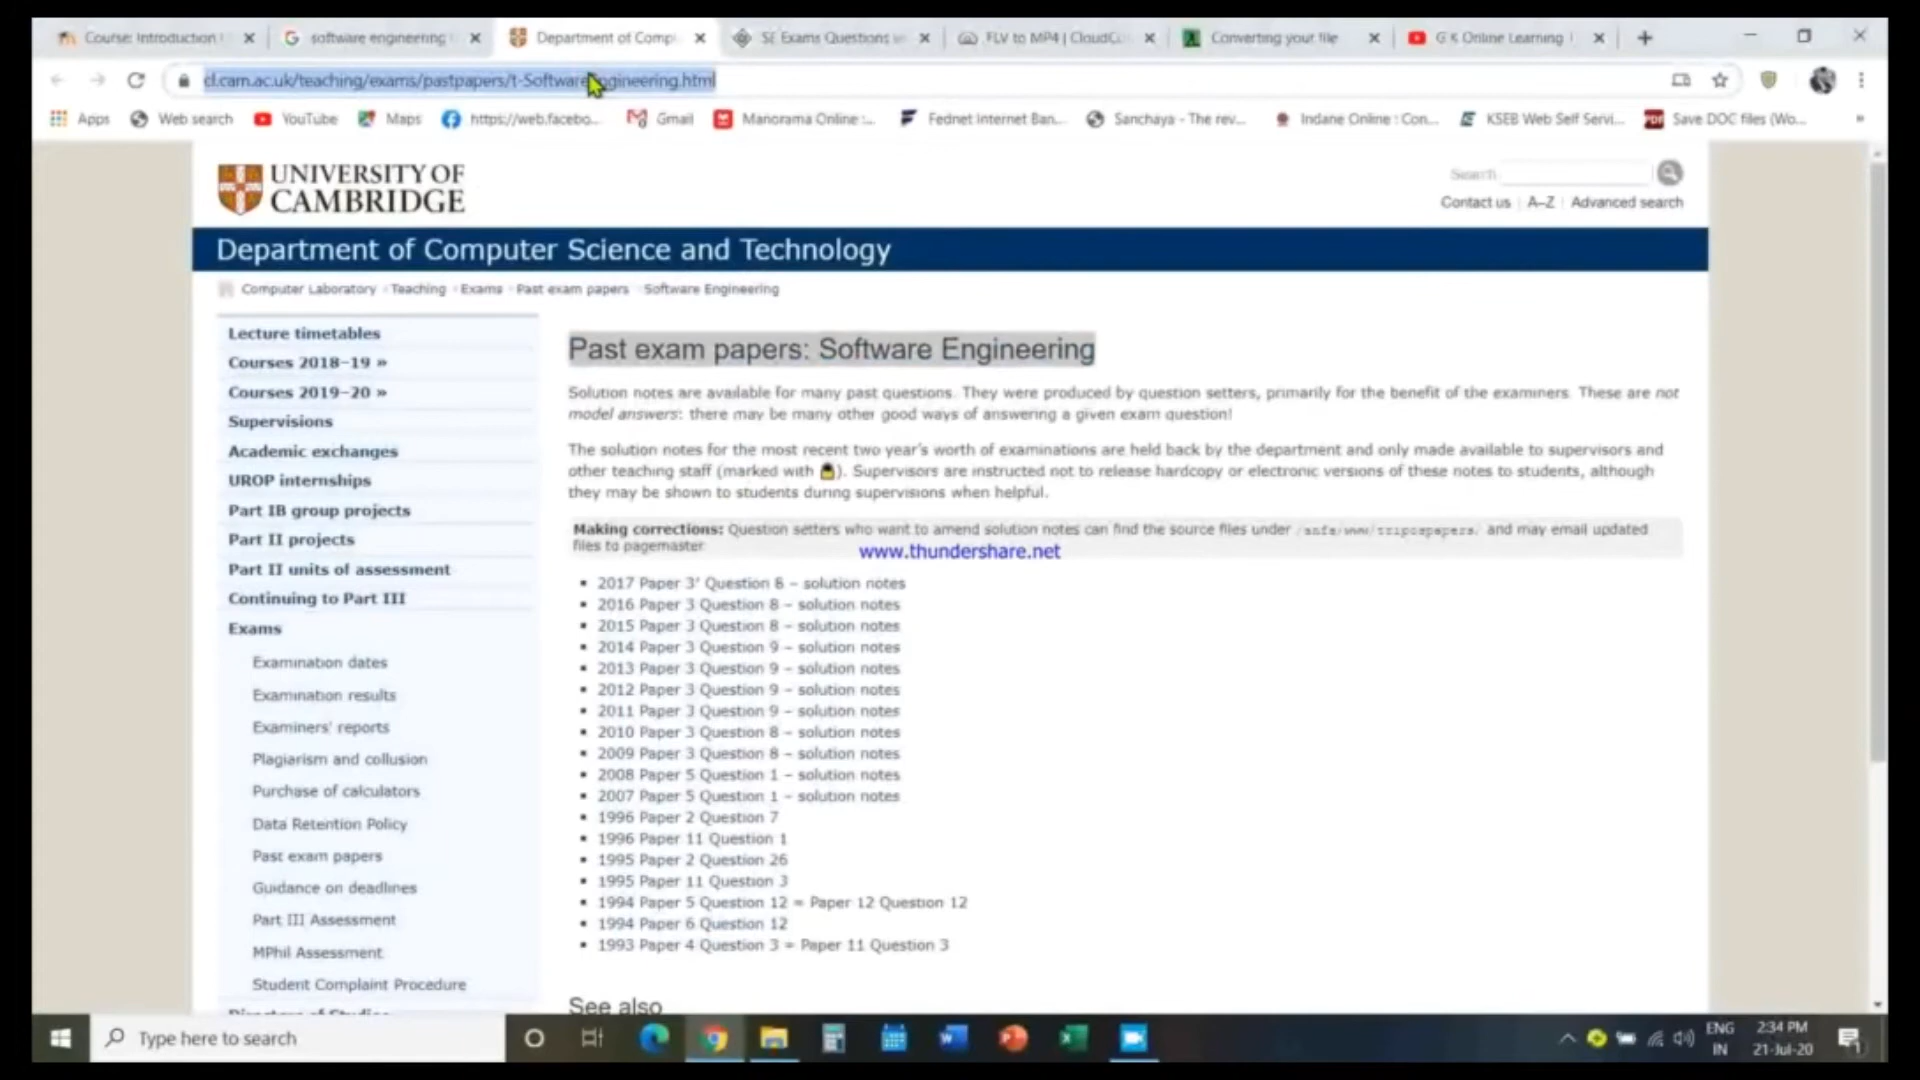 Course: Introduction
software engineering
Department of Comp
SE Exams Questions
FLV to MP4 | CloudCo
Converting your file
G K Online Learning
cl.cam.ac.uk/teaching/exams/pastpapers/t-SoftwareEngineering.html
Apps
Web search
YouTube
Maps
https://web.facebo...
Gmail
Manorama Online :...
Fednet Internet Ban...
Sanchaya - The rev...
Indane Online : Con...
KSEB Web Self Servi...
PDF
Save DOC files (Wo...
»
UNIVERSITY OF
CAMBRIDGE
Search
Contact us | A–Z | Advanced search
Department of Computer Science and Technology
Computer Laboratory Teaching Exams Past exam papers Software Engineering
Lecture timetables
Courses 2018–19 »
Courses 2019–20 »
Supervisions
Academic exchanges
UROP internships
Part IB group projects
Part II projects
Part II units of assessment
Continuing to Part III
Exams
Examination dates
Examination results
Examiners' reports
Plagiarism and collusion
Purchase of calculators
Data Retention Policy
Past exam papers
Guidance on deadlines
Part III Assessment
MPhil Assessment
Student Complaint Procedure
Past exam papers: Software Engineering
Solution notes are available for many past questions. They were produced by question setters, primarily for the benefit of the examiners. These are not
model answers: there may be many other good ways of answering a given exam question!
The solution notes for the most recent two year's worth of examinations are held back by the department and only made available to supervisors and
other teaching staff (marked with ). Supervisors are instructed not to release hardcopy or electronic versions of these notes to students, although
they may be shown to students during supervisions when helpful.
Making corrections: Question setters who want to amend solution notes can find the source files under /anfs/www/tripospapers/ and may email updated
files to pagemaster
www.thundershare.net
2017 Paper 3' Question 8 – solution notes
2016 Paper 3 Question 8 – solution notes
2015 Paper 3 Question 8 – solution notes
2014 Paper 3 Question 9 – solution notes
2013 Paper 3 Question 9 – solution notes
2012 Paper 3 Question 9 – solution notes
2011 Paper 3 Question 9 – solution notes
2010 Paper 3 Question 8 – solution notes
2009 Paper 3 Question 8 – solution notes
2008 Paper 5 Question 1 – solution notes
2007 Paper 5 Question 1 – solution notes
1996 Paper 2 Question 7
1996 Paper 11 Question 1
1995 Paper 2 Question 26
1995 Paper 11 Question 3
1994 Paper 5 Question 12 = Paper 12 Question 12
1994 Paper 6 Question 12
1993 Paper 4 Question 3 = Paper 11 Question 3
See also
Type here to search
ENG
IN
2:34 PM
21-Jul-20